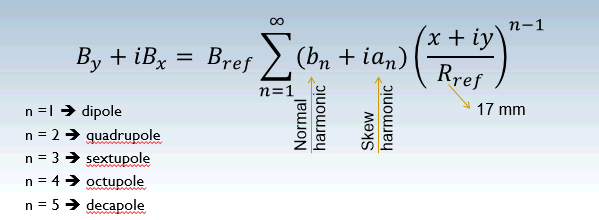 B_y + iB_x = B_ref ∑_{n=1}^{∞} (b_n + ia_n) ((x + iy)/R_ref)^{n−1}
Normal harmonic
Skew harmonic
17 mm
n =1 ➔ dipole
n = 2 ➔ quadrupole
n = 3 ➔ sextupole
n = 4 ➔ octupole
n = 5 ➔ decapole